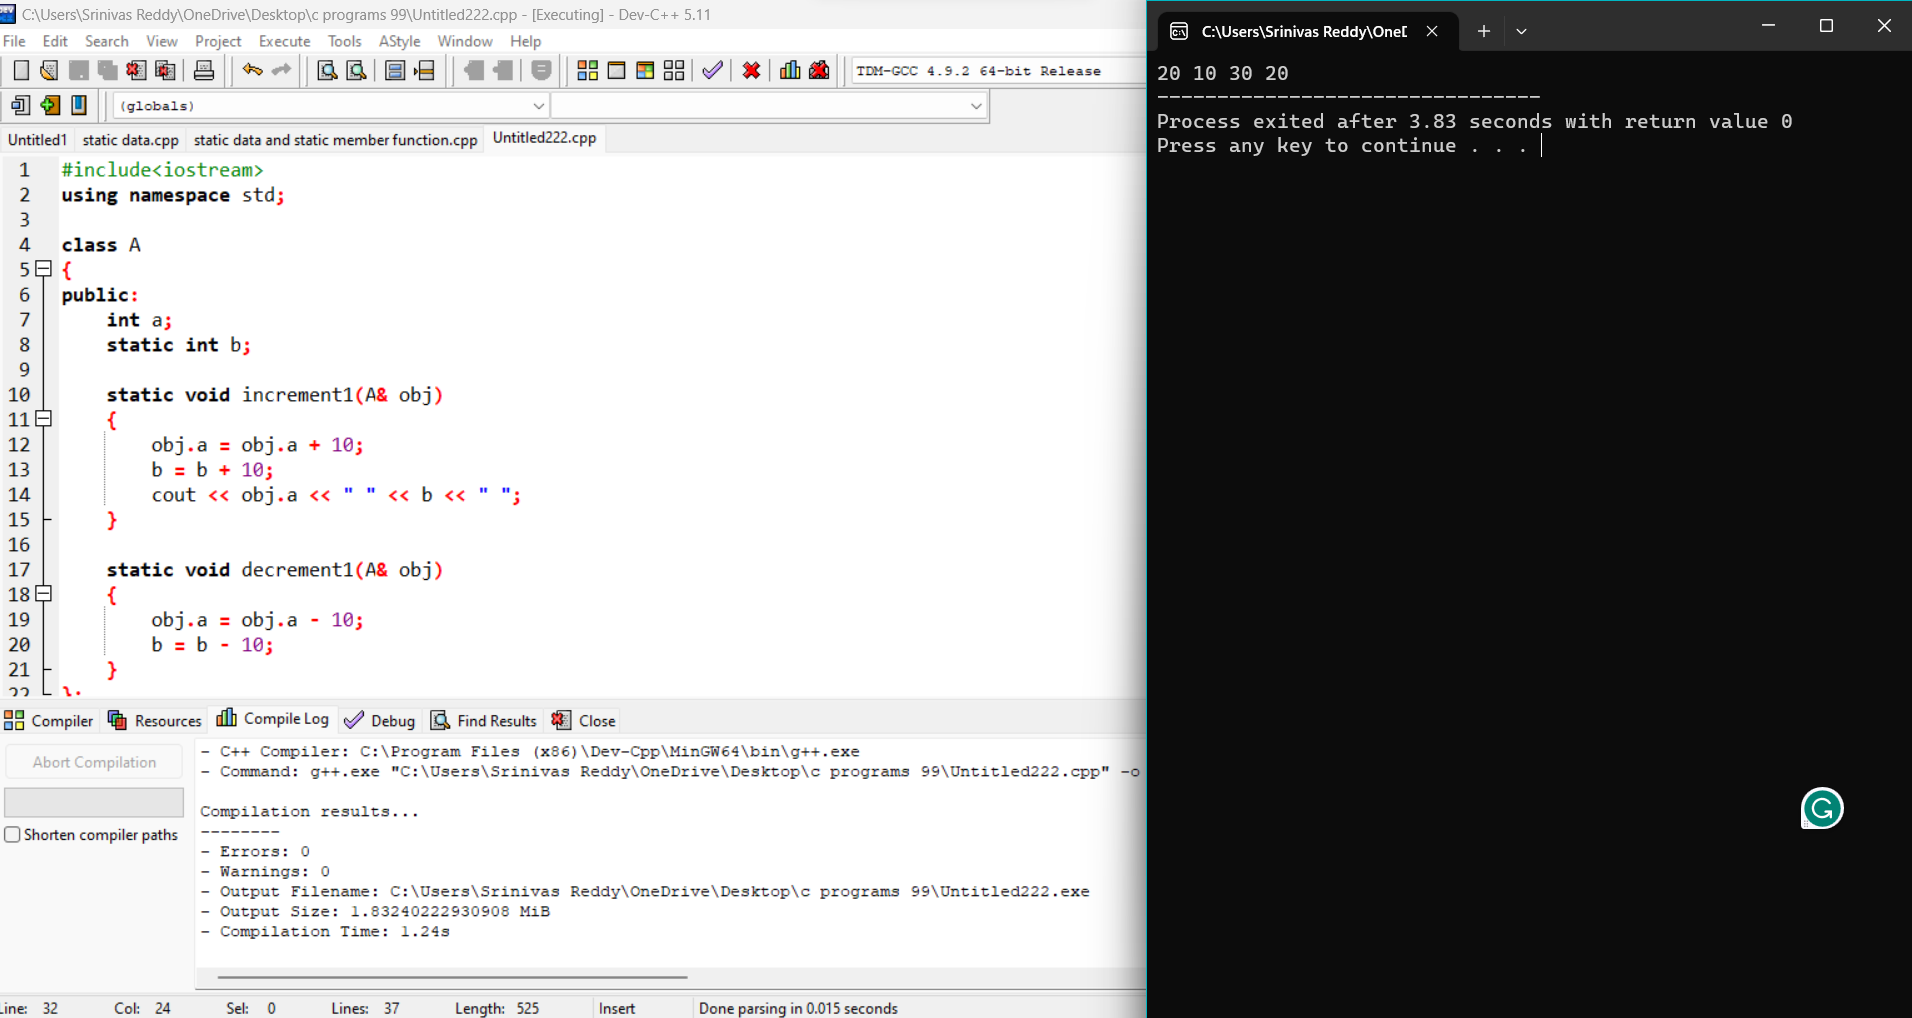 C:\Users\Srinivas Reddy\OneDrive\Desktop\c programs 99\Untitled222.cpp - [Executing] - Dev-C++ 5.11
File Edit Search View Project Execute Tools AStyle Window Help
TDM-GCC 4.9.2 64-bit Release
(globals)
Untitled1 static data.cpp static data and static member function.cpp Untitled222.cpp
1 #include<iostream>
2 using namespace std;
3
4 class A
5 {
6 public:
7 int a;
8 static int b;
9
10 static void increment1(A& obj)
11 {
12 obj.a = obj.a + 10;
13 b = b + 10;
14 cout << obj.a << " " << b << " ";
15 }
16
17 static void decrement1(A& obj)
18 {
19 obj.a = obj.a - 10;
20 b = b - 10;
21 }
22 };
Compiler Resources Compile Log Debug Find Results Close
Abort Compilation
Shorten compiler paths
- C++ Compiler: C:\Program Files (x86)\Dev-Cpp\MinGW64\bin\g++.exe
- Command: g++.exe "C:\Users\Srinivas Reddy\OneDrive\Desktop\c programs 99\Untitled222.cpp" -o
Compilation results...
--------
- Errors: 0
- Warnings: 0
- Output Filename: C:\Users\Srinivas Reddy\OneDrive\Desktop\c programs 99\Untitled222.exe
- Output Size: 1.83240222930908 MiB
- Compilation Time: 1.24s
Line: 32 Col: 24 Sel: 0 Lines: 37 Length: 525 Insert Done parsing in 0.015 seconds
C:\Users\Srinivas Reddy\OneD
20 10 30 20
--------------------------------
Process exited after 3.83 seconds with return value 0
Press any key to continue . . .